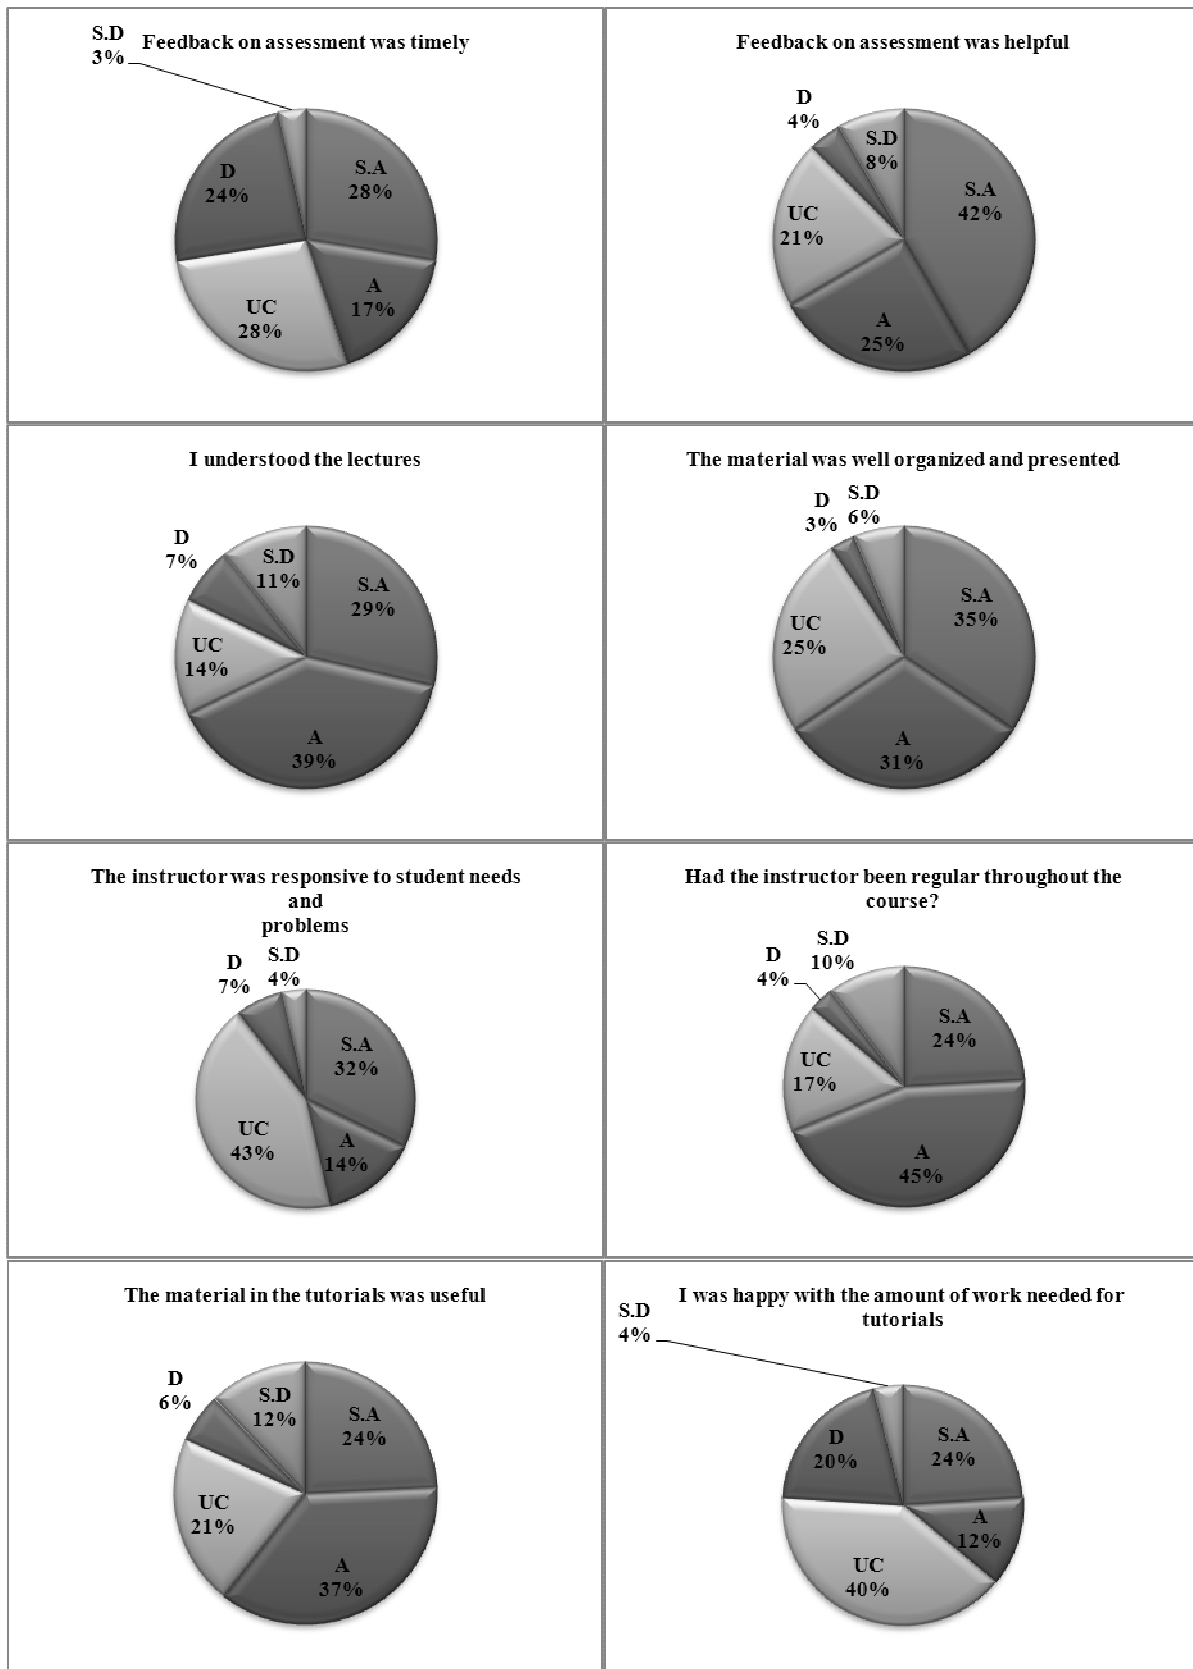 Feedback on assessment was timely
S.D
3%
D
24%
S.A
28%
A
17%
UC
28%
Feedback on assessment was helpful
D
4%
S.D
8%
S.A
42%
UC
21%
A
25%
I understood the lectures
D
7%
S.D
11%
S.A
29%
UC
14%
A
39%
The material was well organized and presented
D
3%
S.D
6%
S.A
35%
UC
25%
A
31%
The instructor was responsive to student needs
and
problems
D
7%
S.D
4%
S.A
32%
UC
43%
A
14%
Had the instructor been regular throughout the
course?
D
4%
S.D
10%
S.A
24%
UC
17%
A
45%
The material in the tutorials was useful
D
6%
S.D
12%
S.A
24%
UC
21%
A
37%
I was happy with the amount of work needed for
tutorials
S.D
4%
D
20%
S.A
24%
A
12%
UC
40%